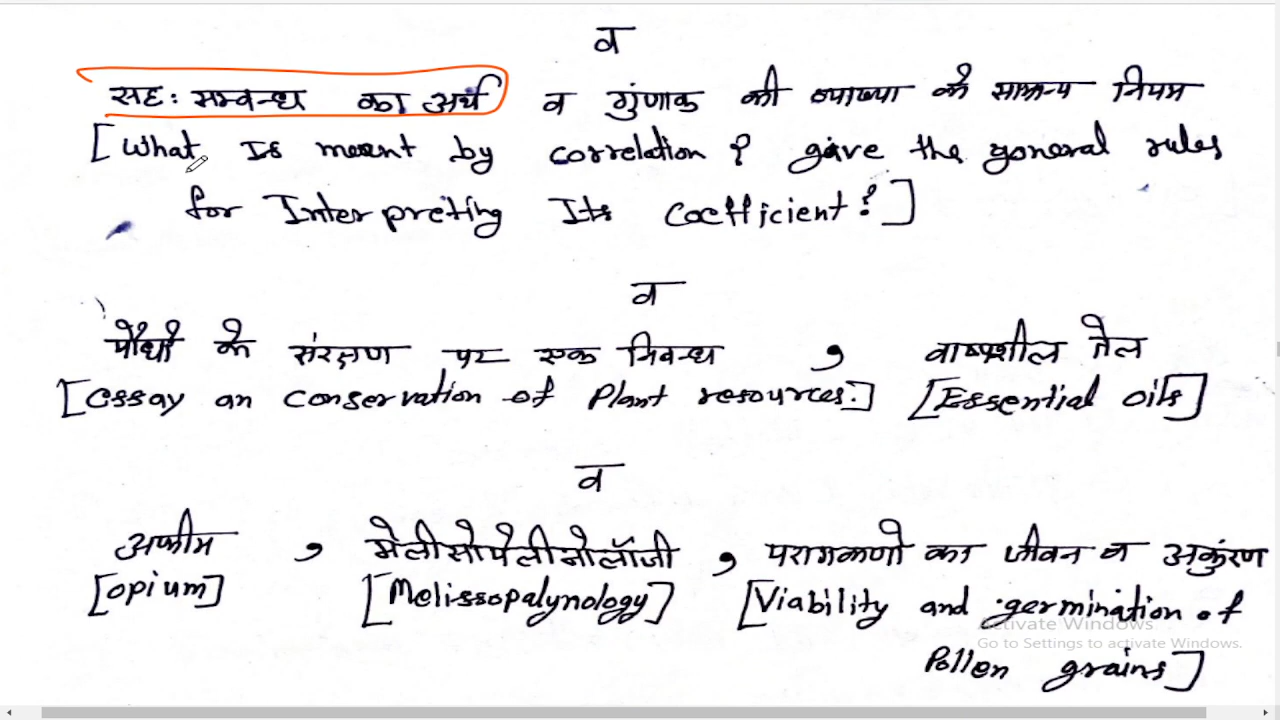 व
सह: सम्बन्ध का अर्थ व गुंणाक की व्याख्या के सामन्य नियम
[What Is meant by correlation? give the general rules
for Interpreting Its Coefficient?]
व
पौधों के संरक्षण पर एक निबन्ध , वाष्पशील तेल
[essay an conservation of Plant resources.] [Essential oils]
व
अफीम , मेलीसोपेलीनोलॉजी , परागकणो का जीवन व अकुंरण
[opium] [Melissopalynology] [Viability and germination of
Pollen grains]
Activate Windows
Go to Settings to activate Windows.